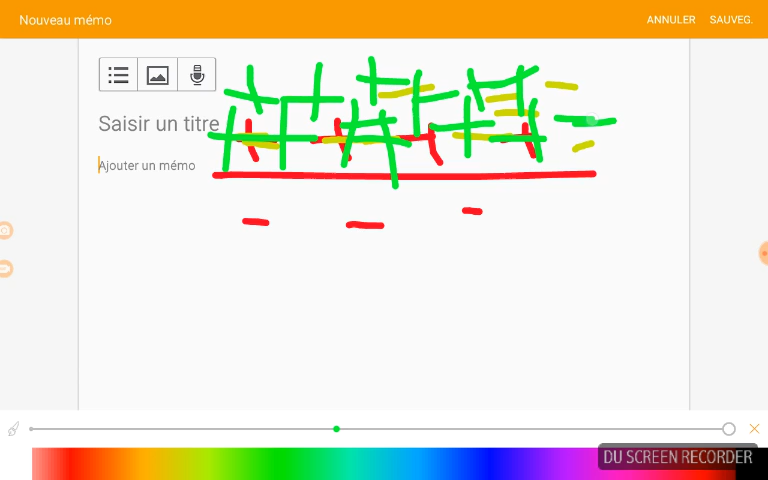 Nouveau mémo
ANNULER SAUVEG.
Saisir un titre
Ajouter un mémo
DU SCREEN RECORDER